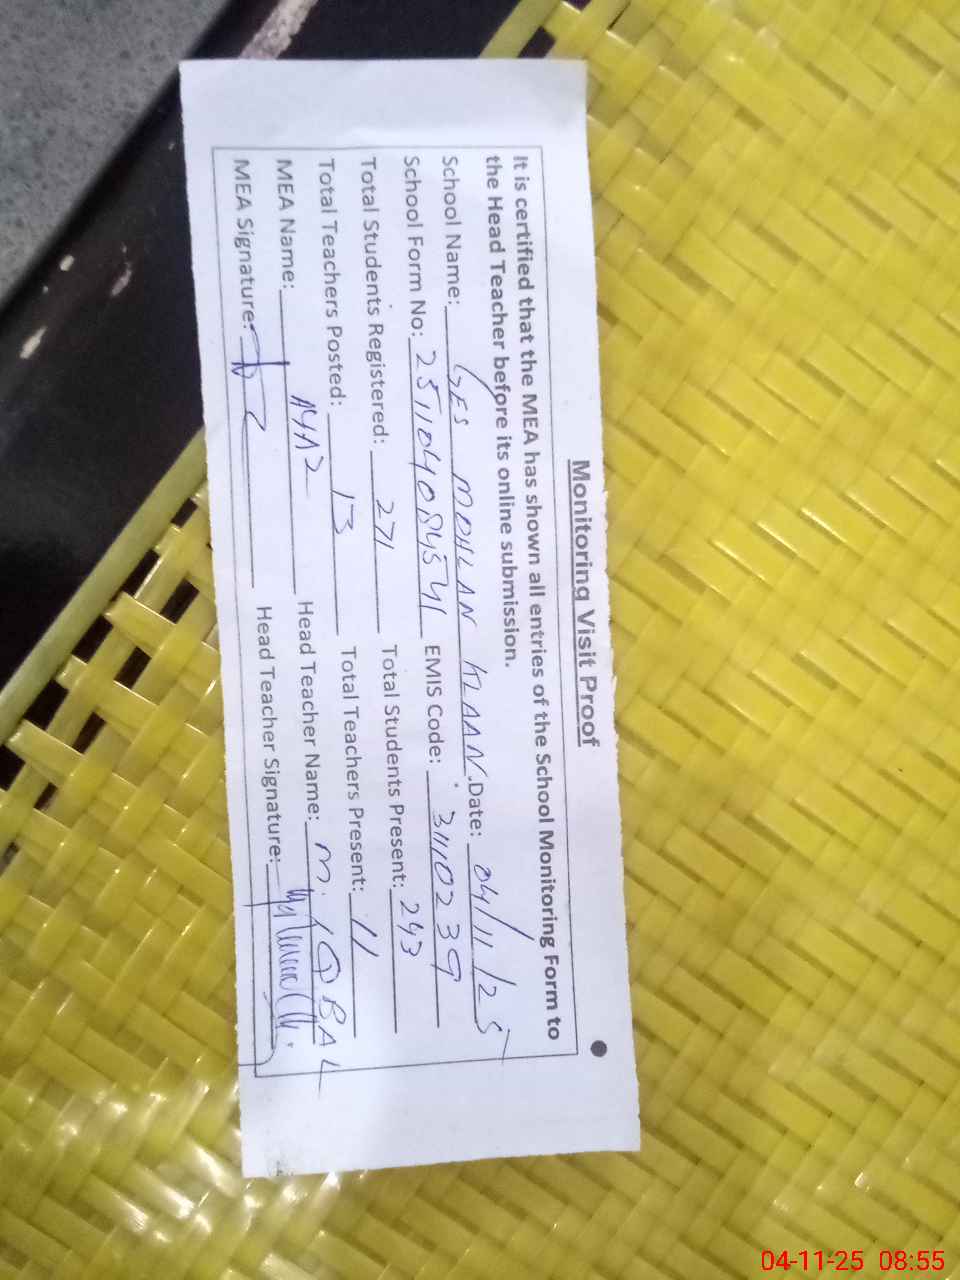 Monitoring Visit Proof
It is certified that the MEA has shown all entries of the School Monitoring Form to
the Head Teacher before its online submission.
School Name: GES MOHLAN KLAAN. Date: 04/11/25
School Form No: EMIS Code: 31110239
Total Students Registered: 271 Total Students Present: 243
Total Teachers Posted: 13 Total Teachers Present: 11
MEA Name: Head Teacher Name: M. IQBAL
MEA Signature: Head Teacher Signature:
04-11-25 08:55